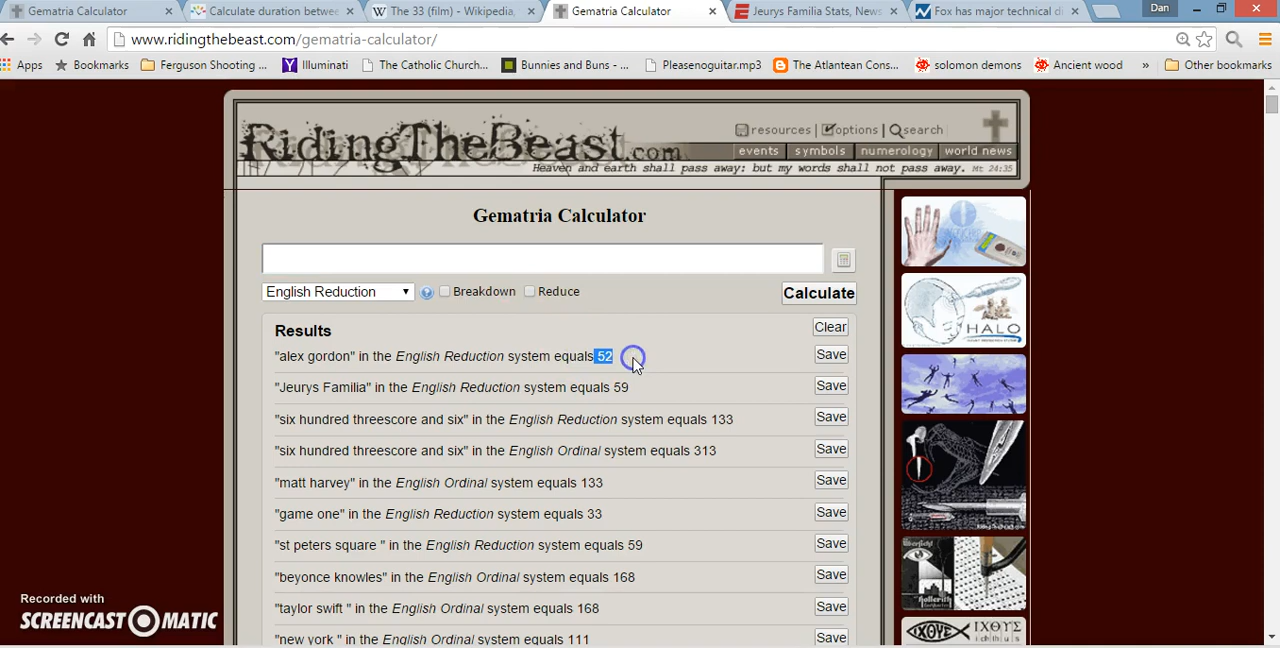 Gematria Calculator × Calculate duration betwee × The 33 (film) - Wikipedia, × Gematria Calculator × Jeurys Familia Stats, News × Fox has major technical di × Dan
www.ridingthebeast.com/gematria-calculator/
Apps Bookmarks Ferguson Shooting ... Illuminati The Catholic Church... Bunnies and Buns - ... Pleasenoguitar.mp3 The Atlantean Cons... solomon demons Ancient wood » Other bookmarks
RidingTheBeast.com
resources | options | search
events symbols numerology world news
Heaven and earth shall pass away: but my words shall not pass away. Mt 24:35
Gematria Calculator
English Reduction Breakdown Reduce Calculate
Results Clear
"alex gordon" in the English Reduction system equals 52 Save
"Jeurys Familia" in the English Reduction system equals 59 Save
"six hundred threescore and six" in the English Reduction system equals 133 Save
"six hundred threescore and six" in the English Ordinal system equals 313 Save
"matt harvey" in the English Ordinal system equals 133 Save
in the English Reduction system equals 33 Save
"st peters square " in the English Reduction system equals 59 Save
"beyonce knowles" in the English Ordinal system equals 168 Save
"taylor swift " in the English Ordinal system equals 168 Save
"new york " in the English Ordinal system equals 111 Save
HALO
ΙΧΘΥΣ
Recorded with
SCREENCAST-O-MATIC